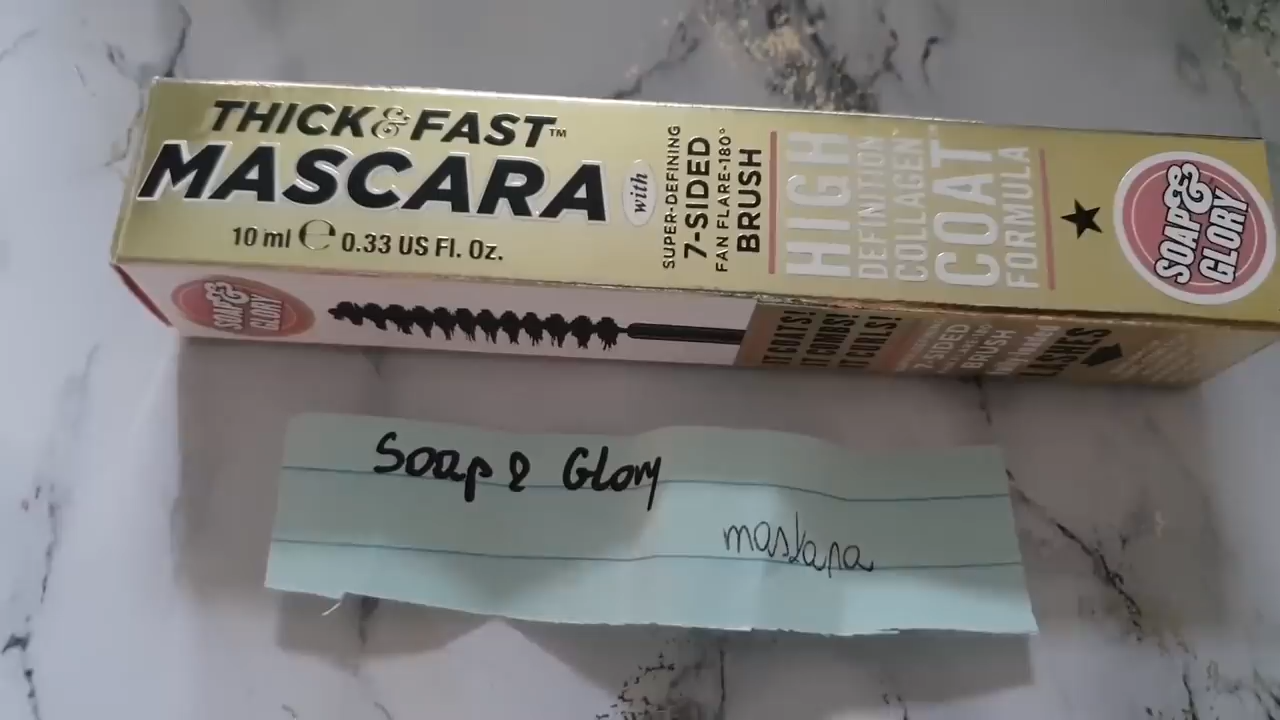 THICK & FAST™
MASCARA
10 ml ℮ 0.33 US Fl. Oz.
with
SUPER-DEFINING
7-SIDED
FAN FLARE-180°
BRUSH
HIGH
DEFINITION
COLLAGEN
COAT
FORMULA
SOAP&
GLORY
SOAP&
GLORY
IT COATS!
IT COMBS!
IT CURLS!
7-SIDED
BRUSH
LASHES
Soap & Glory
maskara